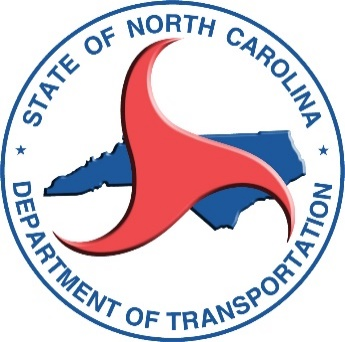 STATE OF NORTH CAROLINA
DEPARTMENT OF TRANSPORTATION